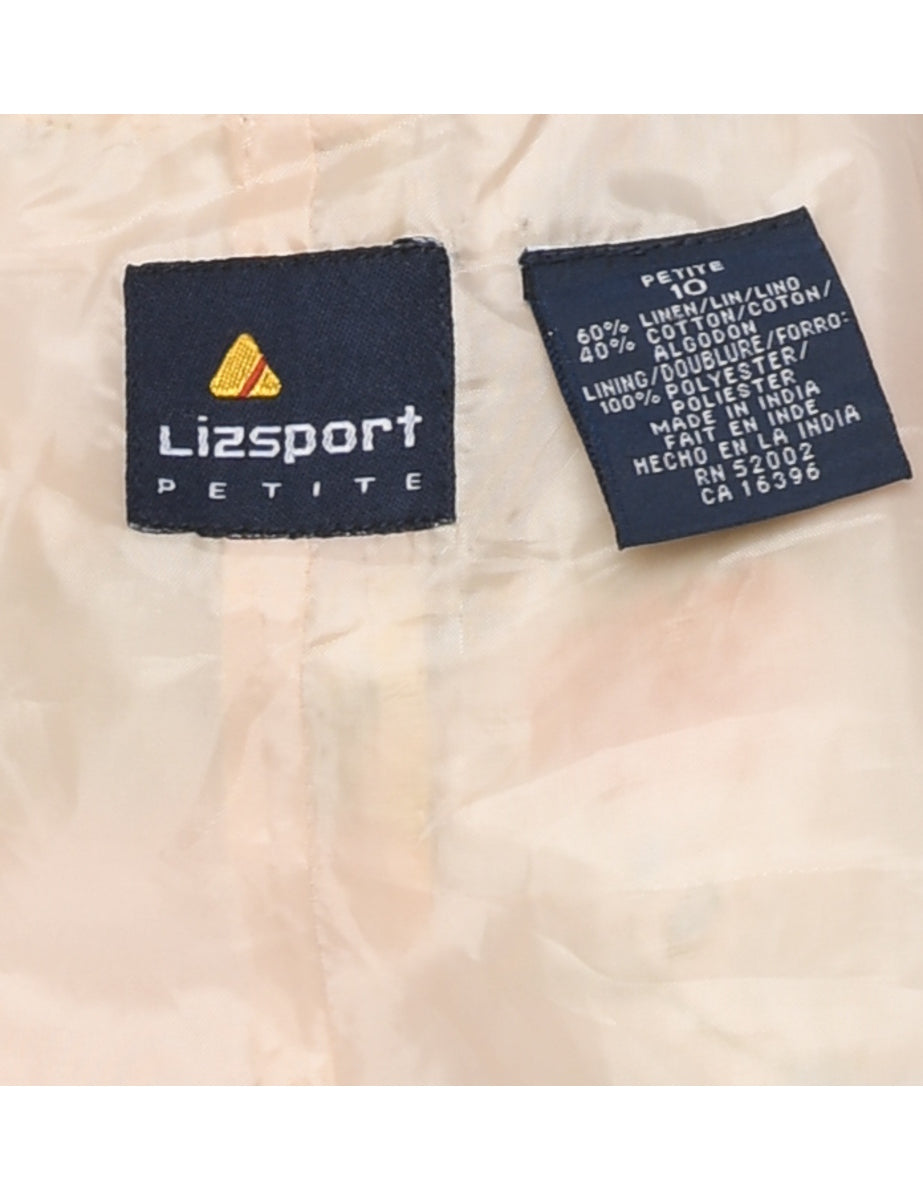 Lizsport
PETITE
PETITE
10
60% LINEN/LIN/LINO
40% COTTON/COTON/
ALGODON
LINING/DOUBLURE/FORRO:
100% POLYESTER/
POLIESTER
MADE IN INDIA
FAIT EN INDE
HECHO EN LA INDIA
RN 52002
CA 16396